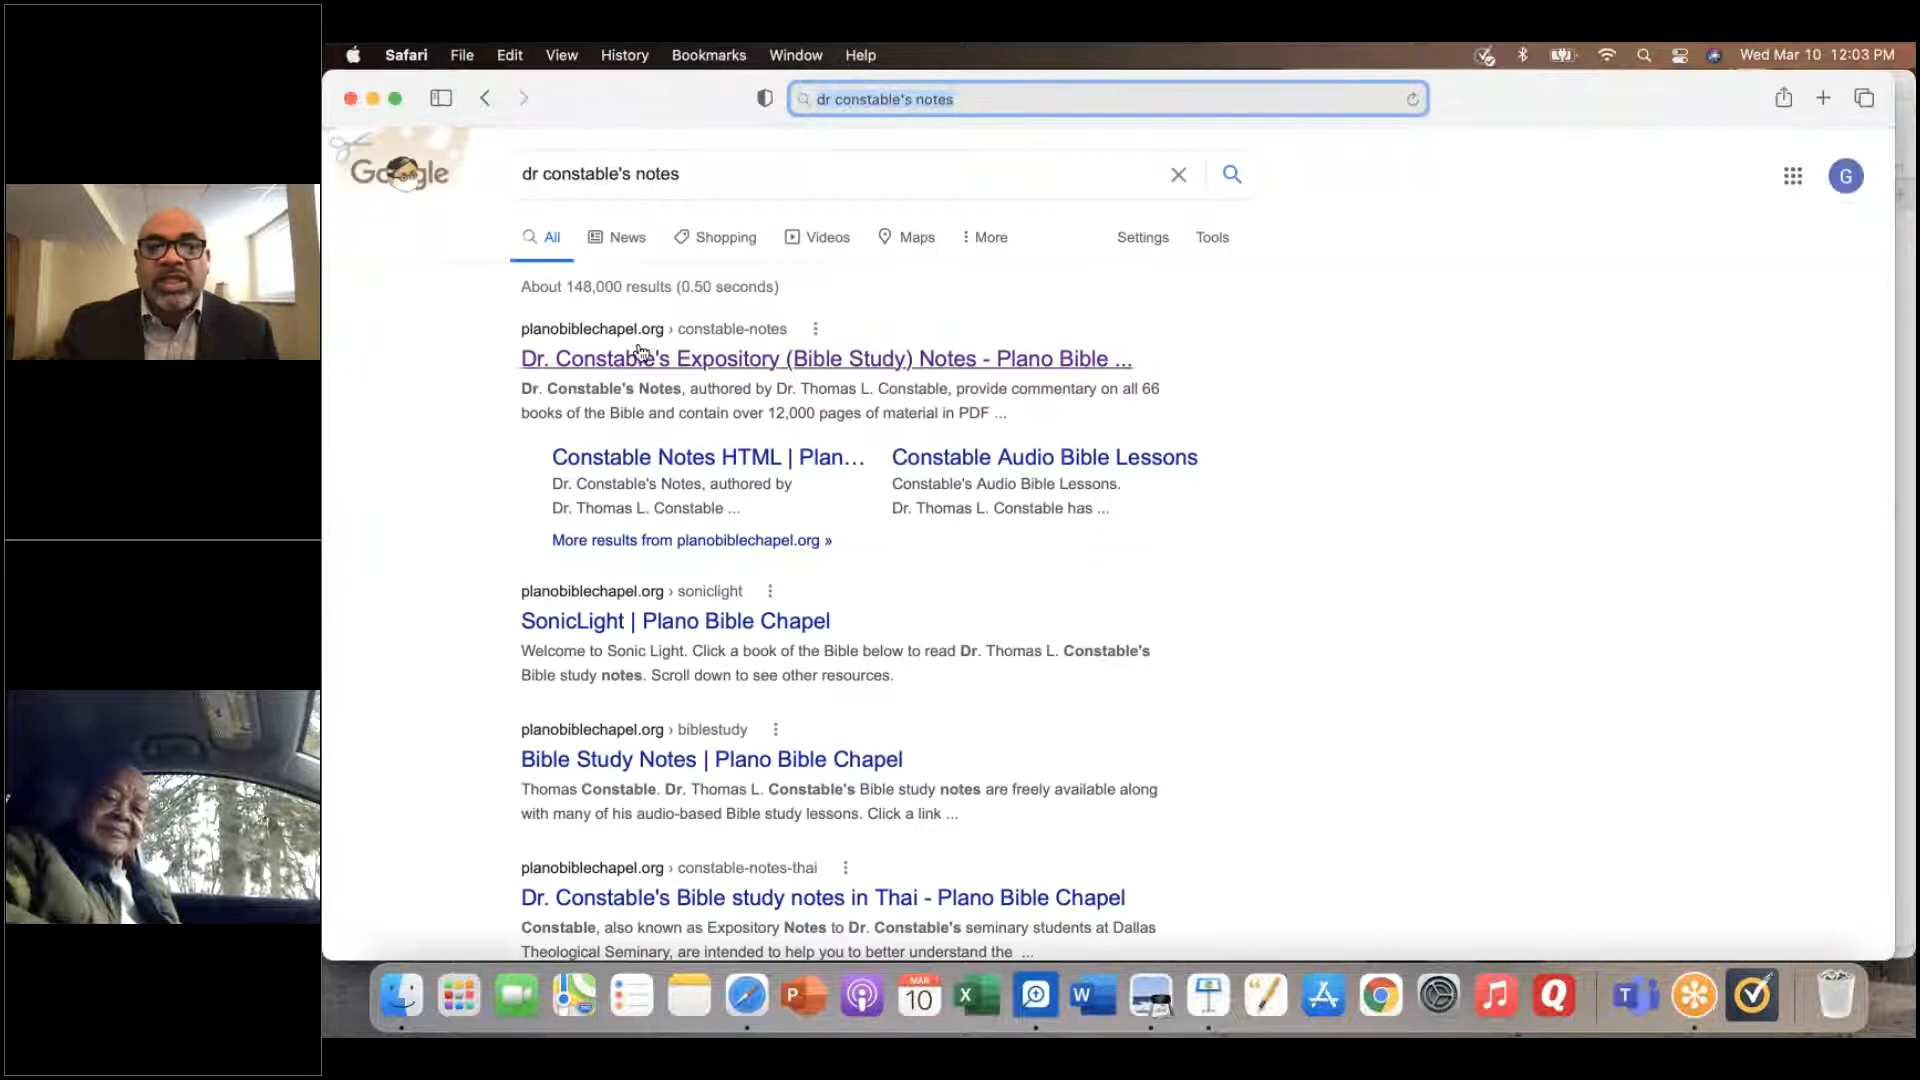 Safari File Edit View History Bookmarks Window Help Wed Mar 10 12:03 PM
dr constable's notes
Google dr constable's notes G
All News Shopping Videos Maps More Settings Tools
About 148,000 results (0.50 seconds)
planobiblechapel.org › constable-notes
Dr. Constable's Expository (Bible Study) Notes - Plano Bible ...
Dr. Constable's Notes, authored by Dr. Thomas L. Constable, provide commentary on all 66
books of the Bible and contain over 12,000 pages of material in PDF ...
Constable Notes HTML | Plan... Constable Audio Bible Lessons
Dr. Constable's Notes, authored by Constable's Audio Bible Lessons.
Dr. Thomas L. Constable ... Dr. Thomas L. Constable has ...
More results from planobiblechapel.org »
planobiblechapel.org › soniclight
SonicLight | Plano Bible Chapel
Welcome to Sonic Light. Click a book of the Bible below to read Dr. Thomas L. Constable's
Bible study notes. Scroll down to see other resources.
planobiblechapel.org › biblestudy
Bible Study Notes | Plano Bible Chapel
Thomas Constable. Dr. Thomas L. Constable's Bible study notes are freely available along
with many of his audio-based Bible study lessons. Click a link ...
planobiblechapel.org › constable-notes-thai
Dr. Constable's Bible study notes in Thai - Plano Bible Chapel
Constable, also known as Expository Notes to Dr. Constable's seminary students at Dallas
Theological Seminary, are intended to help you to better understand the ...
P MAR 10 X W T Q